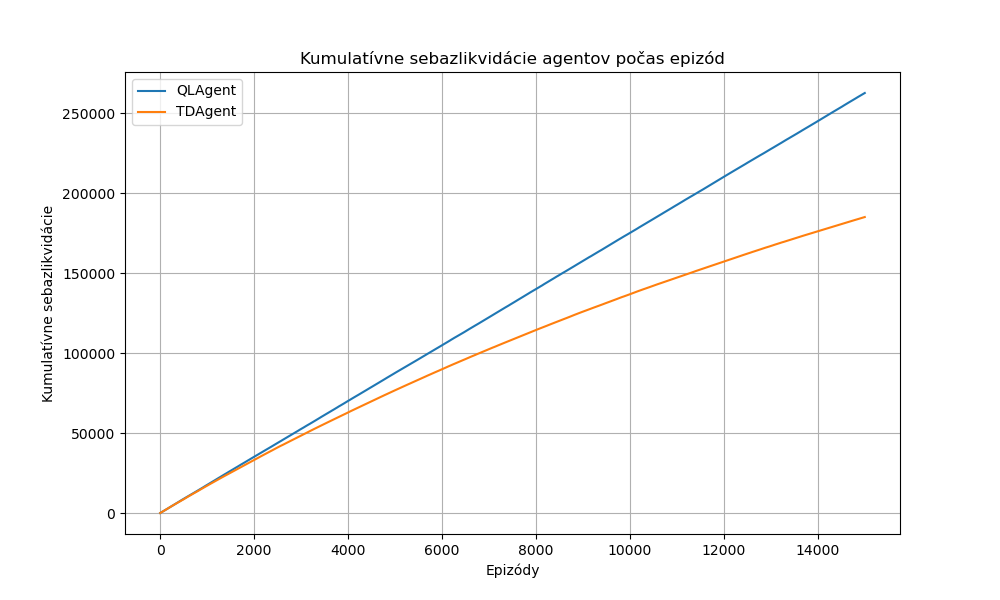 Kumulatívne sebazlikvidácie agentov počas epizód
QLAgent
TDAgent
Kumulatívne sebazlikvidácie
250000
200000
150000
100000
50000
0
0 2000 4000 6000 8000 10000 12000 14000
Epizódy